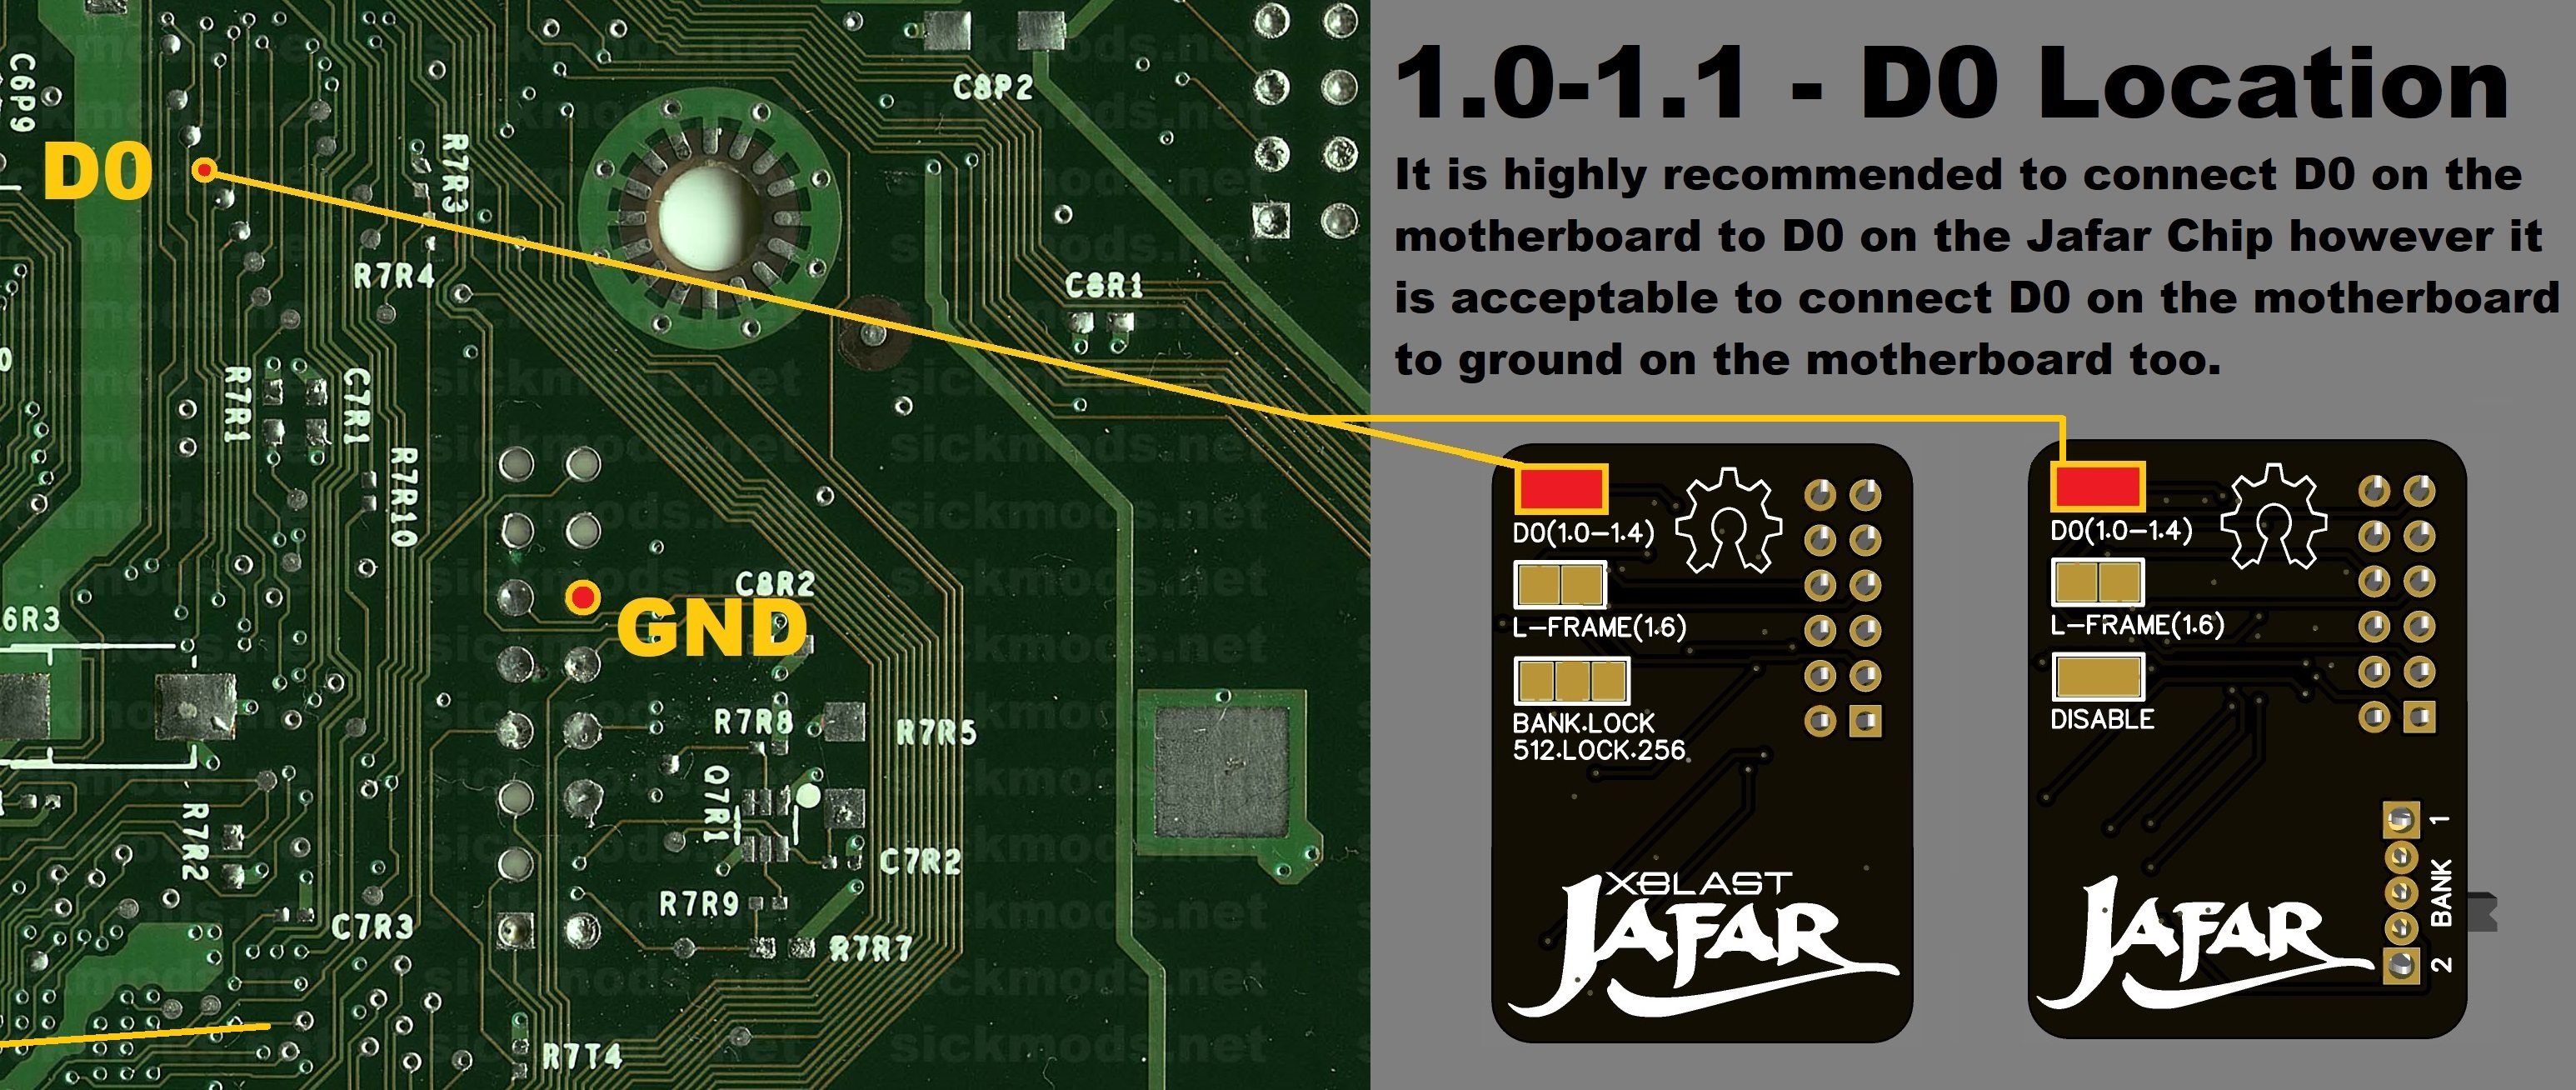 1.0-1.1 - D0 Location
It is highly recommended to connect D0 on the
motherboard to D0 on the Jafar Chip however it
is acceptable to connect D0 on the motherboard
to ground on the motherboard too.
D0
GND
C6P9
C8P2
R7R3
R7R4
C8R1
R7R1
C7R1
R7R10
C8R2
6R3
R7R8
R7R5
Q7R1
R7R2
C7R2
R7R9
C7R3
R7R7
R7T4
sickmods.net
D0(1.0-1.4)
L-FRAME(1.6)
BANK.LOCK
512.LOCK.256
XBLAST
JAFAR
D0(1.0-1.4)
L-FRAME(1.6)
DISABLE
1
BANK
2
JAFAR